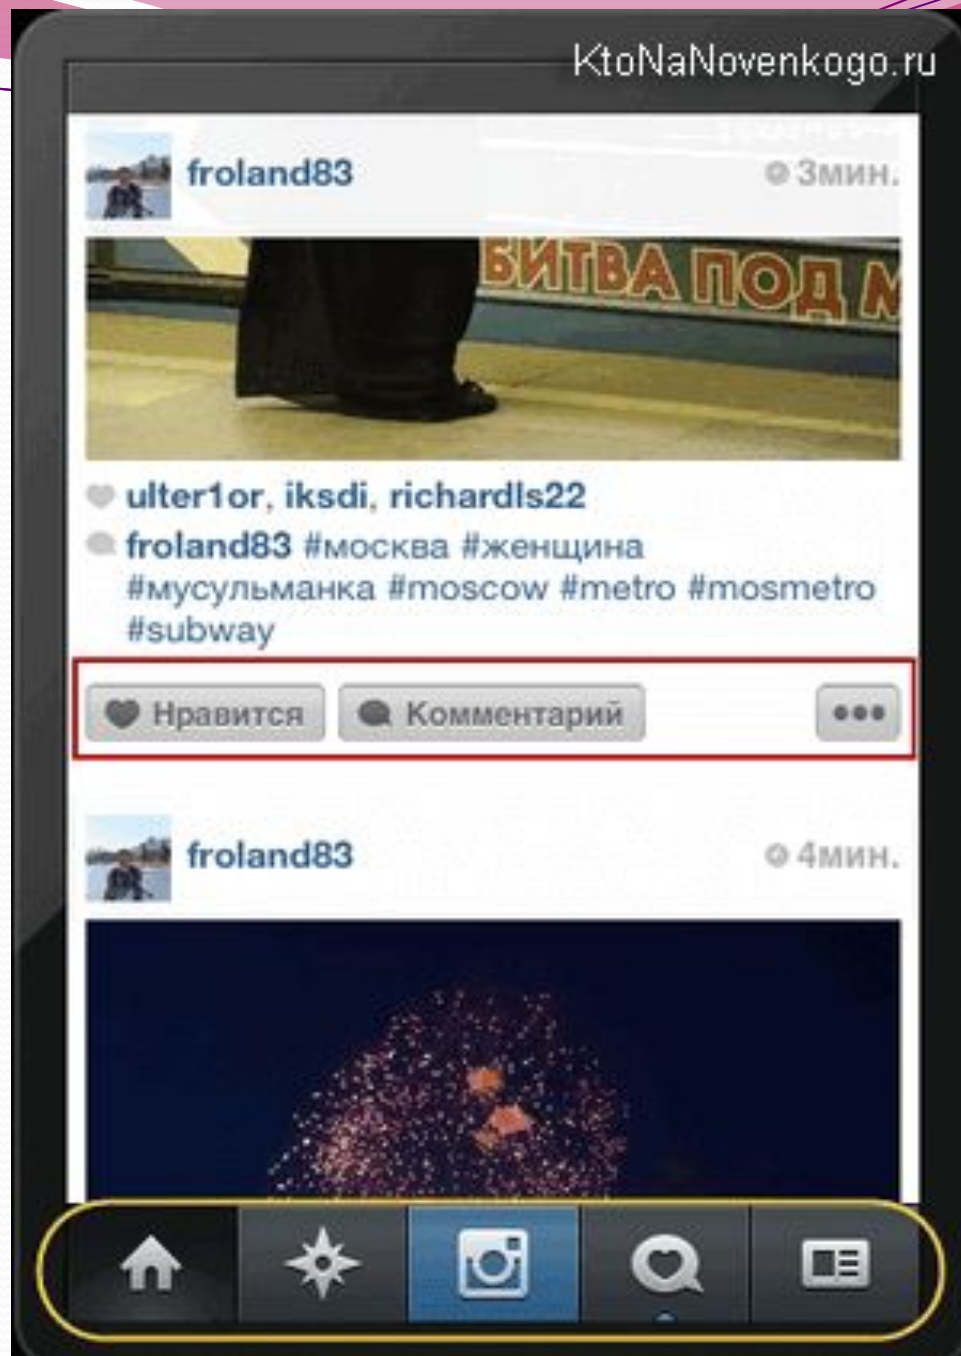 KtoNaNovenkogo.ru
froland83
3мин.
БИТВА ПОД М
ulter1or, iksdi, richardls22
froland83 #москва #женщина
#мусульманка #moscow #metro #mosmetro
#subway
Нравится
Комментарий
froland83
4мин.